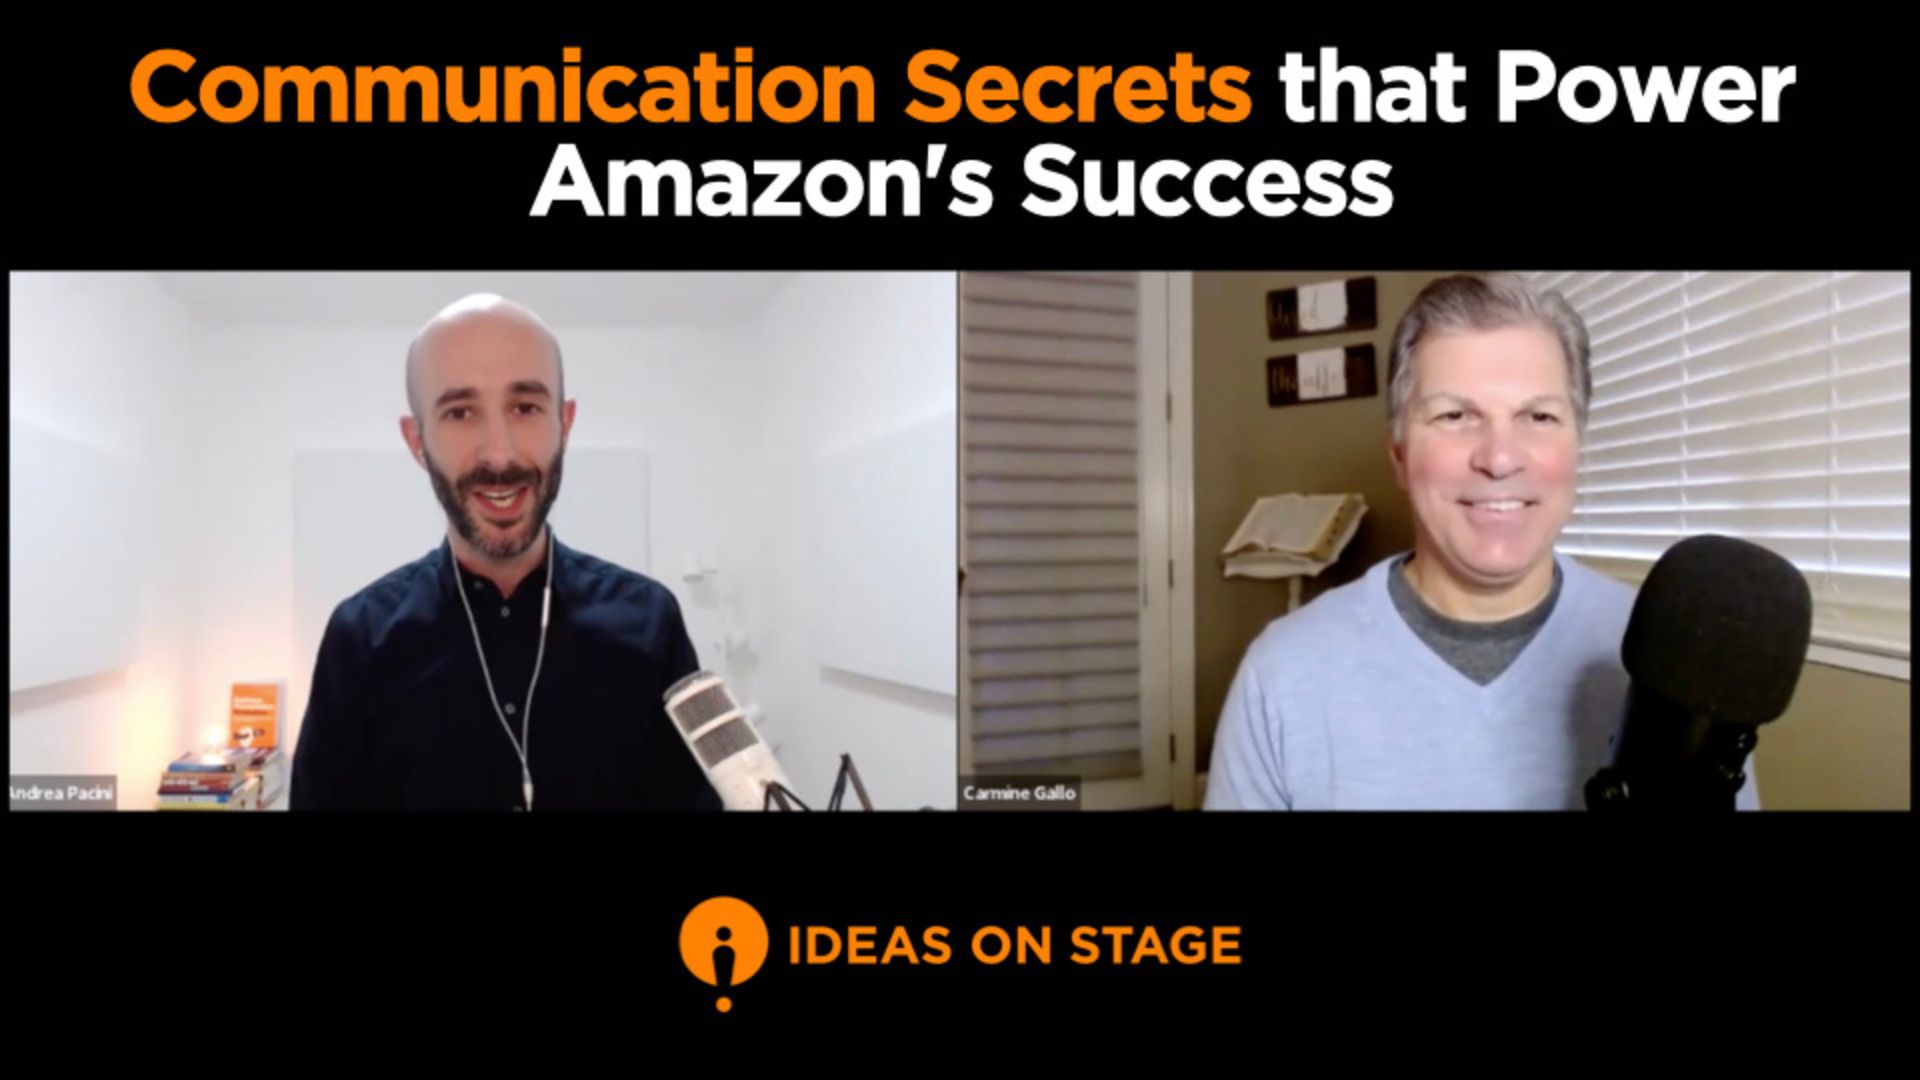 Communication Secrets that Power
Amazon's Success
Andrea Pacini
Carmine Gallo
IDEAS ON STAGE